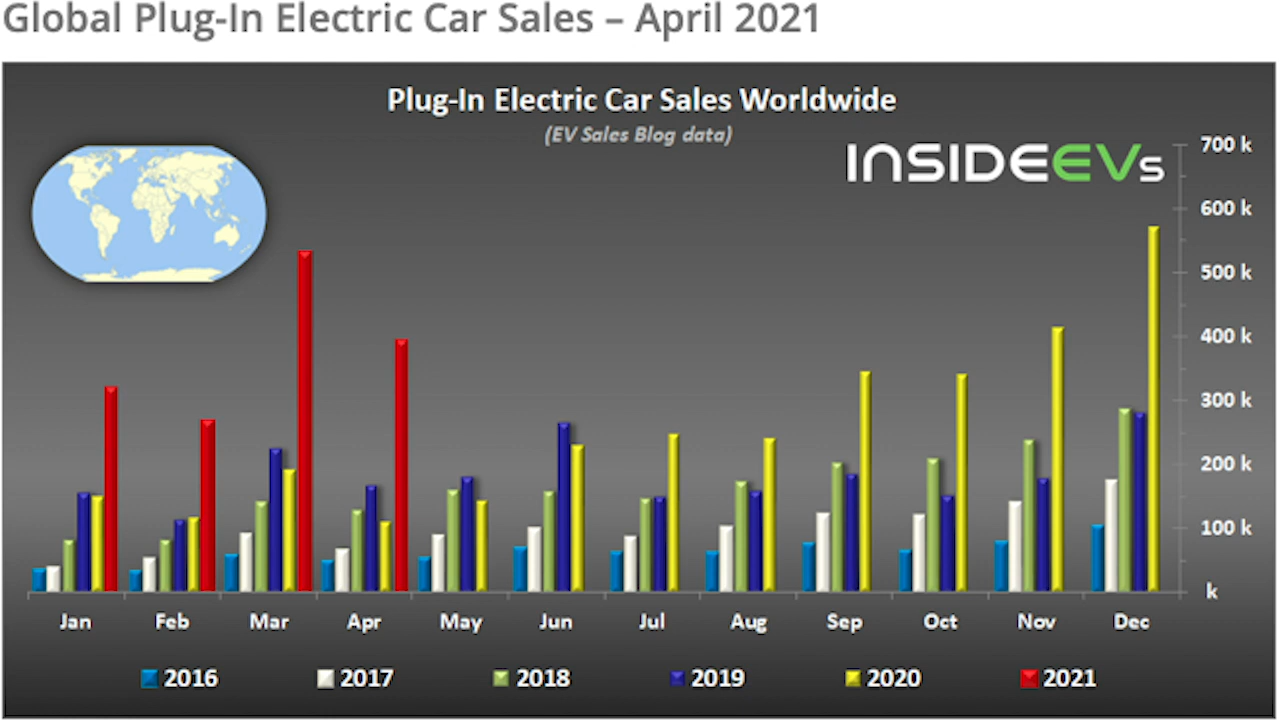 Global Plug-In Electric Car Sales – April 2021
Plug-In Electric Car Sales Worldwide
(EV Sales Blog data)
INSIDEEVs
700 k
600 k
500 k
400 k
300 k
200 k
100 k
k
Jan Feb Mar Apr May Jun Jul Aug Sep Oct Nov Dec
2016 2017 2018 2019 2020 2021